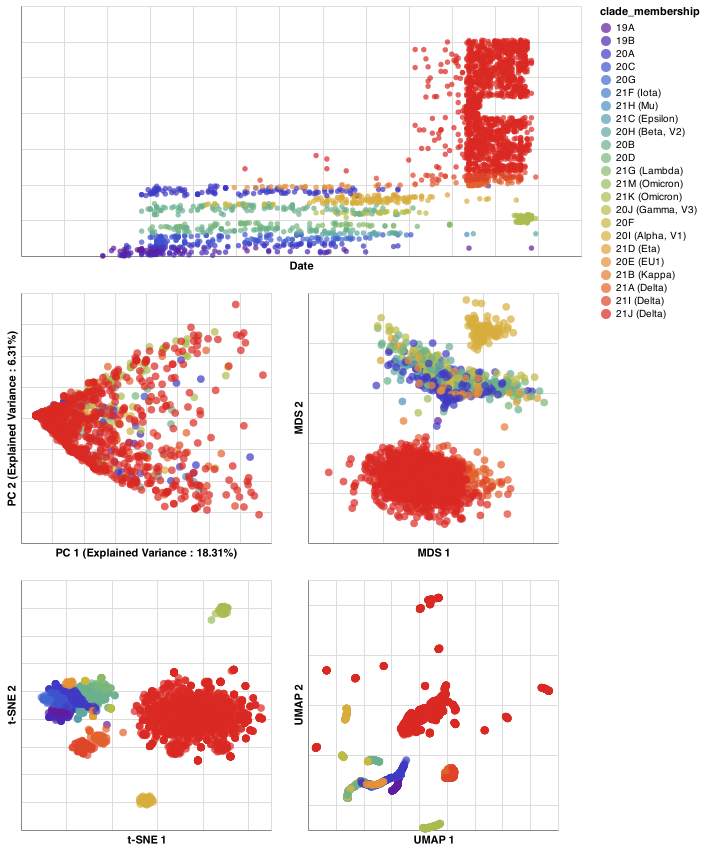 clade_membership
19A
19B
20A
20C
20G
21F (Iota)
21H (Mu)
21C (Epsilon)
20H (Beta, V2)
20B
20D
21G (Lambda)
21M (Omicron)
21K (Omicron)
20J (Gamma, V3)
20F
20I (Alpha, V1)
21D (Eta)
20E (EU1)
21B (Kappa)
21A (Delta)
21I (Delta)
21J (Delta)
Date
PC 2 (Explained Variance : 6.31%)
PC 1 (Explained Variance : 18.31%)
MDS 2
MDS 1
t-SNE 2
t-SNE 1
UMAP 2
UMAP 1